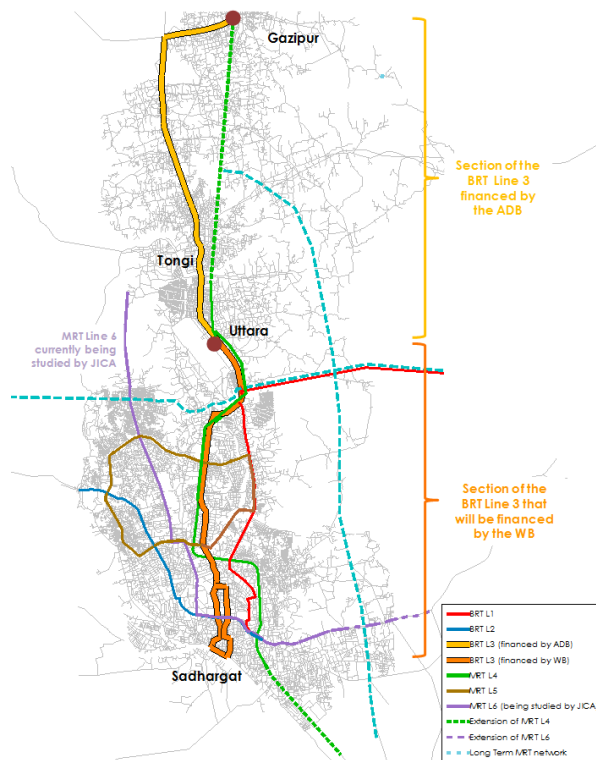 Gazipur
Section of the
BRT Line 3
financed by
the ADB
Tongi
Uttara
MRT Line 6
currently being
studied by JICA
Section of the
BRT Line 3 that
will be financed
by the WB
Sadhargat
BRT L1
BRT L2
BRT L3 (financed by ADB)
BRT L3 (financed by WB)
MRT L4
MRT L5
MRT L6 (being studied by JICA)
Extension of MRT L4
Extension of MRT L6
Long Term MRT network